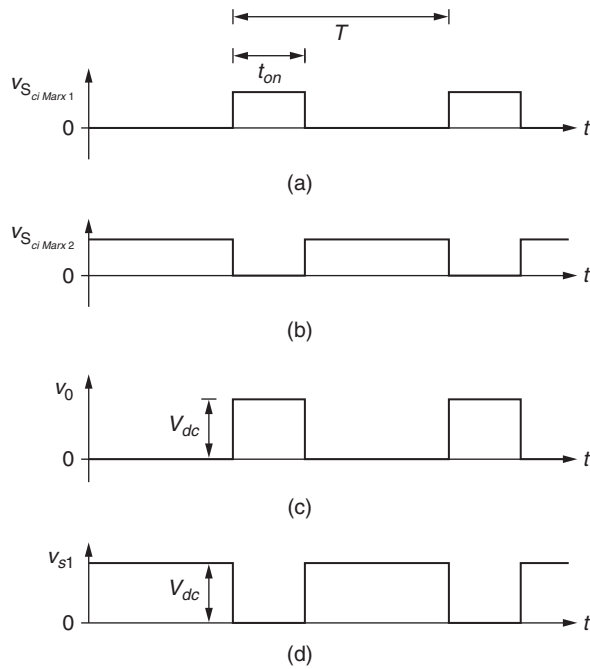 T
t_on
v_S_ci Marx 1
0
t
(a)
v_S_ci Marx 2
0
t
(b)
v_0
V_dc
0
t
(c)
v_s1
V_dc
0
t
(d)